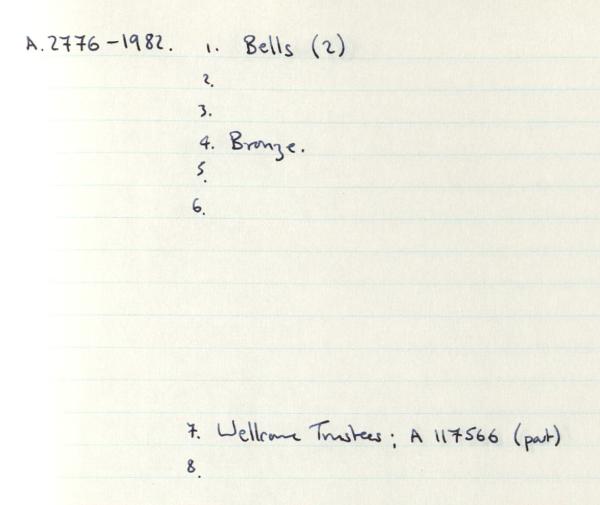 A.2776-1982. 1. Bells (2)
2.
3.
4. Bronze.
5.
6.
7. Wellcome Trustees; A 117566 (part)
8.